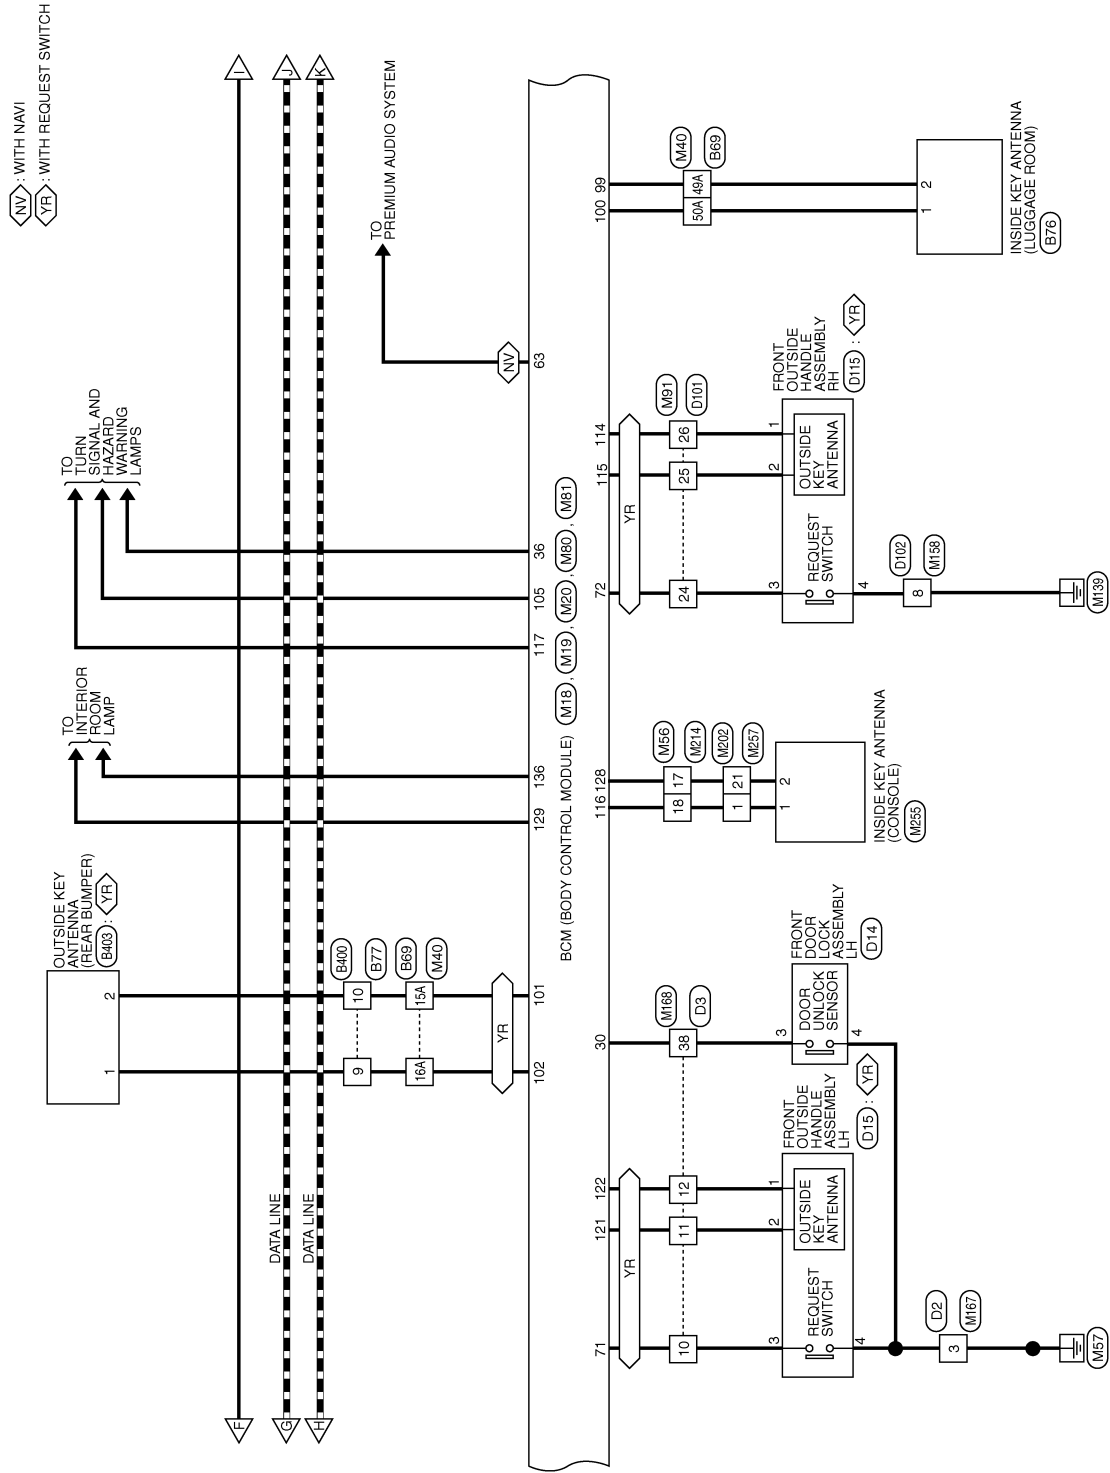 NV : WITH NAVI
YR : WITH REQUEST SWITCH
F
I
G
DATA LINE
J
H
DATA LINE
K
OUTSIDE KEY
ANTENNA
(REAR BUMPER)
B403 : YR
1
2
9
10
B400
B77
16A
15A
B69
M40
YR
102
101
TO
INTERIOR
ROOM
LAMP
129
136
TO
TURN
SIGNAL AND
HAZARD
WARNING
LAMPS
117
105
36
TO
PREMIUM AUDIO SYSTEM
NV
63
BCM (BODY CONTROL MODULE) M18 , M19 , M20 , M80 , M81
71
121
122
30
116
128
72
115
114
100
99
YR
10
11
12
38
M168
D3
FRONT
OUTSIDE
HANDLE
ASSEMBLY
LH
D15 : YR
3
2
1
REQUEST
SWITCH
OUTSIDE
KEY
ANTENNA
4
FRONT
DOOR
LOCK
ASSEMBLY
LH
D14
3
DOOR
UNLOCK
SENSOR
4
3
D2
M167
M57
18
17
M56
M214
1
21
M202
M257
1
2
INSIDE KEY ANTENNA
(CONSOLE)
M255
YR
24
25
26
M91
D101
FRONT
OUTSIDE
HANDLE
ASSEMBLY
RH
D115 : YR
3
2
1
REQUEST
SWITCH
OUTSIDE
KEY
ANTENNA
4
8
D102
M158
M139
50A
49A
M40
B69
1
2
INSIDE KEY ANTENNA
(LUGGAGE ROOM)
B76